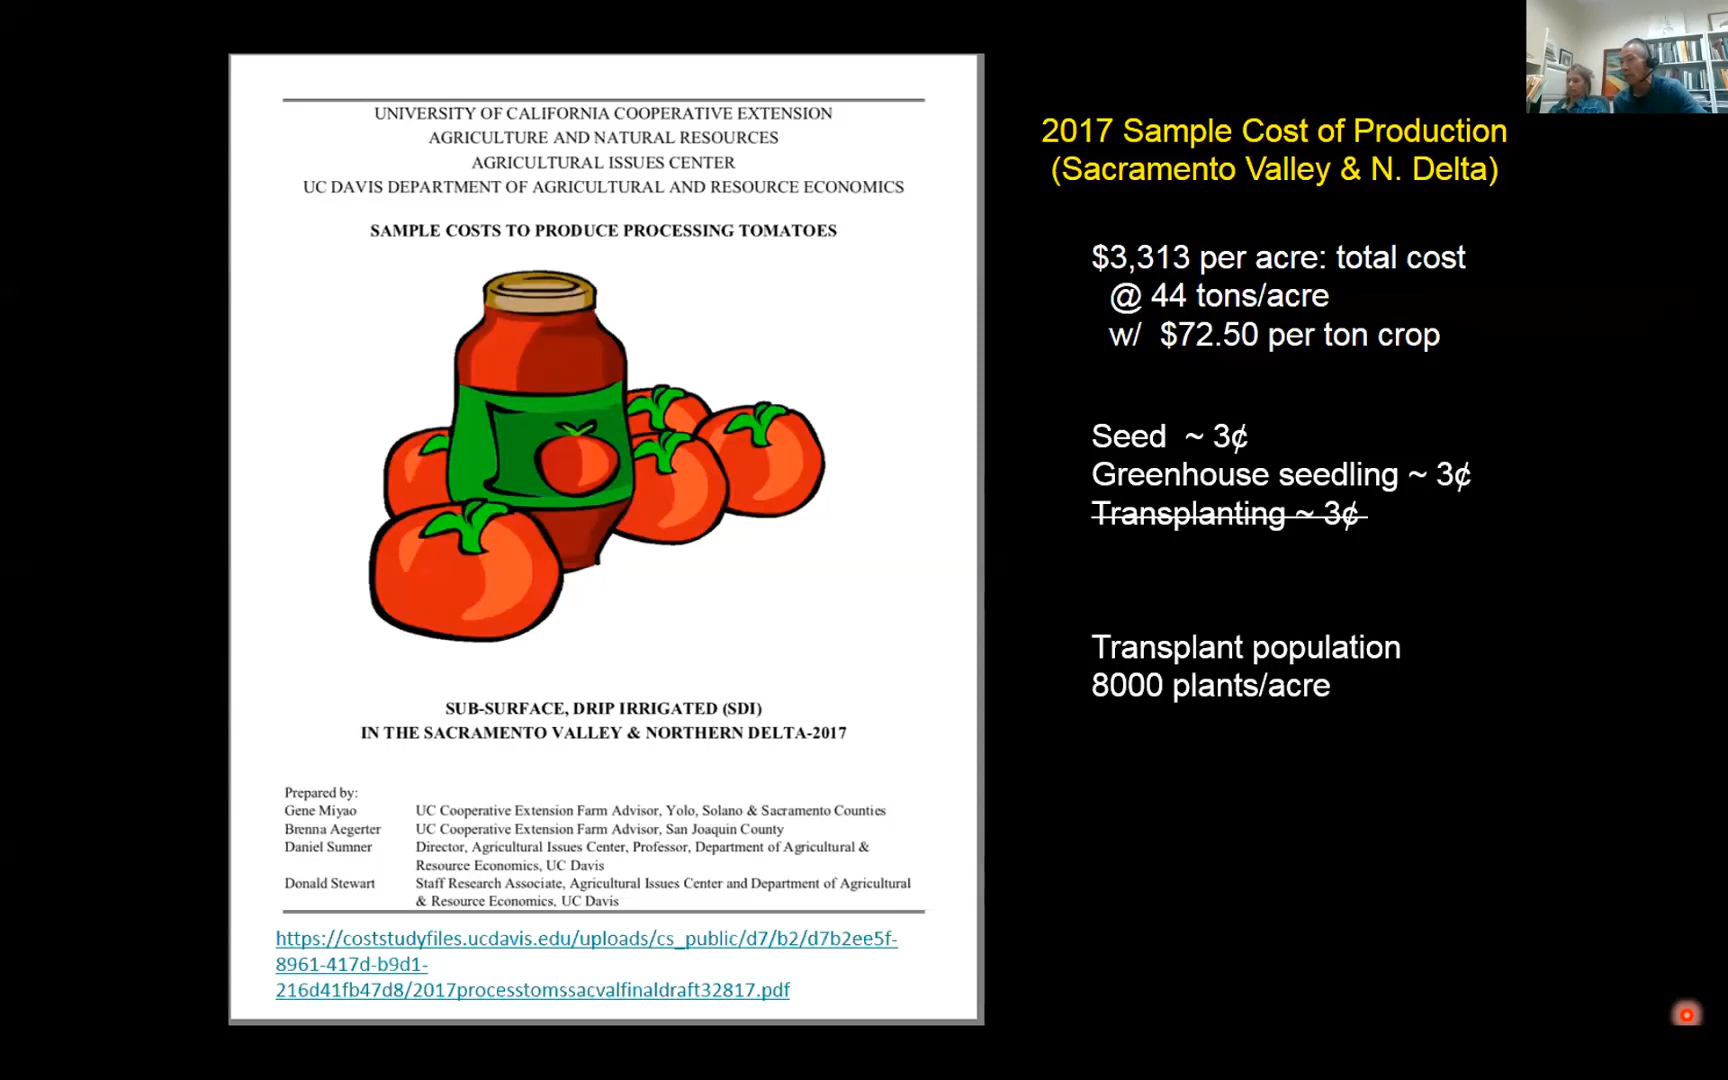 UNIVERSITY OF CALIFORNIA COOPERATIVE EXTENSION
AGRICULTURE AND NATURAL RESOURCES
AGRICULTURAL ISSUES CENTER
UC DAVIS DEPARTMENT OF AGRICULTURAL AND RESOURCE ECONOMICS
SAMPLE COSTS TO PRODUCE PROCESSING TOMATOES
SUB-SURFACE, DRIP IRRIGATED (SDI)
IN THE SACRAMENTO VALLEY & NORTHERN DELTA-2017
Prepared by:
Gene Miyao UC Cooperative Extension Farm Advisor, Yolo, Solano & Sacramento Counties
Brenna Aegerter UC Cooperative Extension Farm Advisor, San Joaquin County
Daniel Sumner Director, Agricultural Issues Center, Professor, Department of Agricultural &
Resource Economics, UC Davis
Donald Stewart Staff Research Associate, Agricultural Issues Center and Department of Agricultural
& Resource Economics, UC Davis
https://coststudyfiles.ucdavis.edu/uploads/cs_public/d7/b2/d7b2ee5f-
8961-417d-b9d1-
216d41fb47d8/2017processtomssacvalfinaldraft32817.pdf
2017 Sample Cost of Production
(Sacramento Valley & N. Delta)
$3,313 per acre: total cost
@ 44 tons/acre
w/ $72.50 per ton crop
Seed ~ 3¢
Greenhouse seedling ~ 3¢
Transplanting ~ 3¢
Transplant population
8000 plants/acre